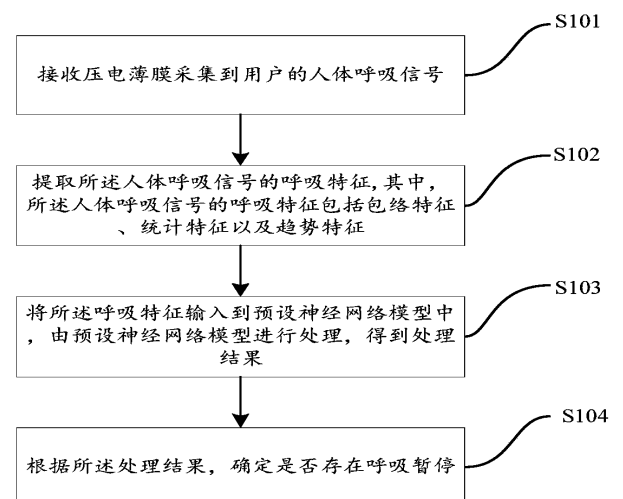 S101
接收压电薄膜采集到用户的人体呼吸信号
S102
提取所述人体呼吸信号的呼吸特征,其中,
所述人体呼吸信号的呼吸特征包括包络特征
、统计特征以及趋势特征
S103
将所述呼吸特征输入到预设神经网络模型中
，由预设神经网络模型进行处理，得到处理
结果
S104
根据所述处理结果，确定是否存在呼吸暂停